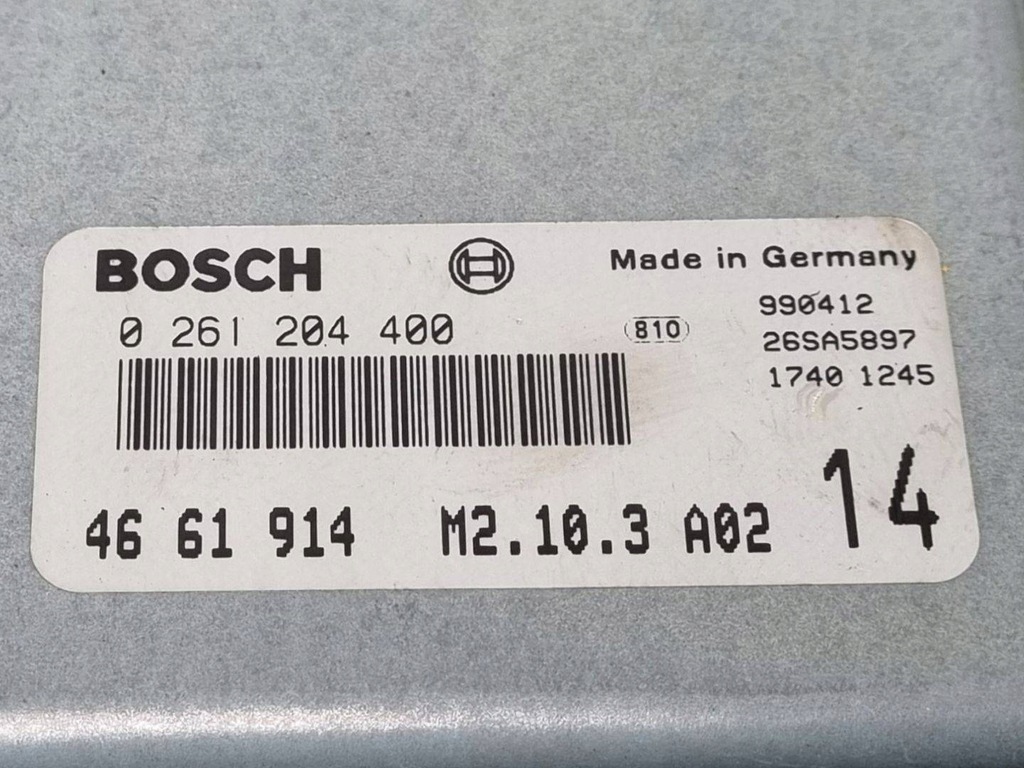 BOSCH
Made in Germany
0 261 204 400
810
990412
26SA5897
1740 1245
46 61 914 M2.10.3 A02 14